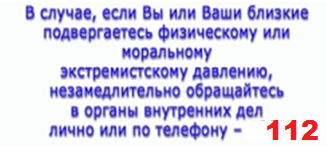 В случае, если Вы или Ваши близкие
подвергаетесь физическому или
моральному
экстремистскому давлению,
незамедлительно обращайтесь
в органы внутренних дел
лично или по телефону – 112